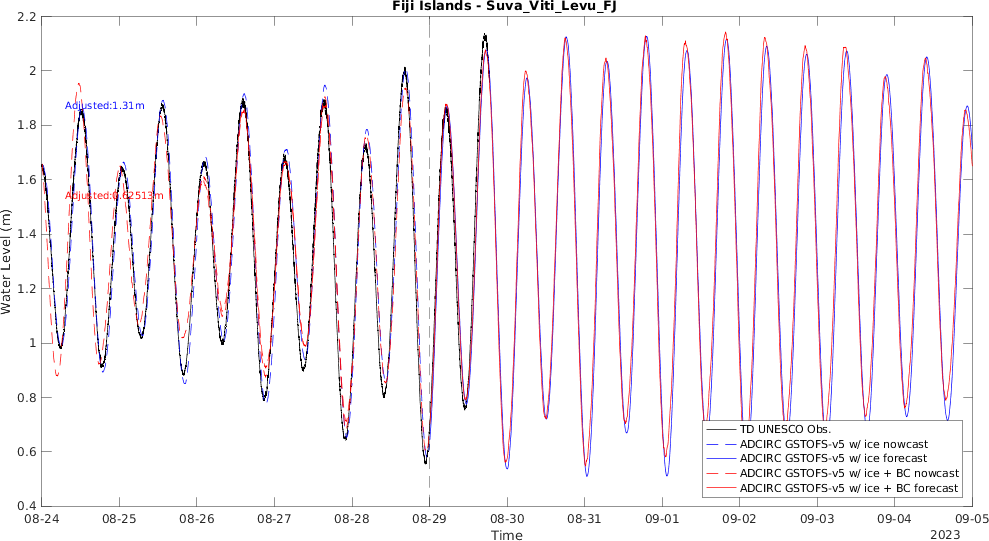 Fiji Islands - Suva_Viti_Levu_FJ
2.2
2
1.8
1.6
1.4
1.2
1
0.8
0.6
0.4
Water Level (m)
Adjusted:1.31m
Adjusted:0.62513m
TD UNESCO Obs.
ADCIRC GSTOFS-v5 w/ ice nowcast
ADCIRC GSTOFS-v5 w/ ice forecast
ADCIRC GSTOFS-v5 w/ ice + BC nowcast
ADCIRC GSTOFS-v5 w/ ice + BC forecast
08-24 08-25 08-26 08-27 08-28 08-29 08-30 08-31 09-01 09-02 09-03 09-04 09-05
Time
2023